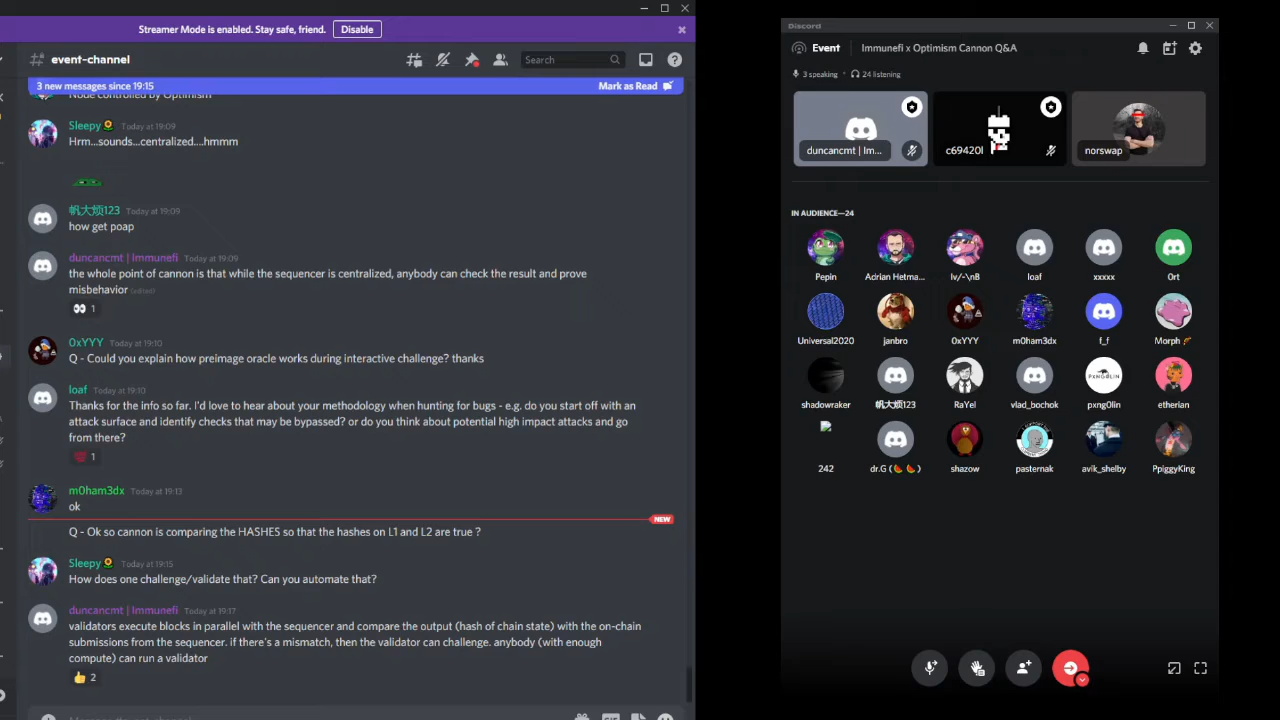 Streamer Mode is enabled. Stay safe, friend.
Disable
event-channel
Search
3 new messages since 19:15
Mark as Read
Node controlled by Optimism
Sleepy🌻 Today at 19:09
Hrm...sounds...centralized....hmmm
帆大烦123 Today at 19:09
how get poap
duncancmt | Immunefi Today at 19:09
the whole point of cannon is that while the sequencer is centralized, anybody can check the result and prove
misbehavior (edited)
👀 1
0xYYY Today at 19:10
Q - Could you explain how preimage oracle works during interactive challenge? thanks
loaf Today at 19:10
Thanks for the info so far. I'd love to hear about your methodology when hunting for bugs - e.g. do you start off with an
attack surface and identify checks that may be bypassed? or do you think about potential high impact attacks and go
from there?
💯 1
m0ham3dx Today at 19:13
ok
NEW
Q - Ok so cannon is comparing the HASHES so that the hashes on L1 and L2 are true ?
Sleepy🌻 Today at 19:15
How does one challenge/validate that? Can you automate that?
duncancmt | Immunefi Today at 19:17
validators execute blocks in parallel with the sequencer and compare the output (hash of chain state) with the on-chain
submissions from the sequencer. if there's a mismatch, then the validator can challenge. anybody (with enough
compute) can run a validator
👍 2
GIF
Discord
Event
Immunefi x Optimism Cannon Q&A
3 speaking · 24 listening
duncancmt | Im...
c69420l
norswap
IN AUDIENCE—24
Pepin
Adrian Hetma...
lv/-\nB
loaf
xxxxx
0rt
Universal2020
janbro
0xYYY
m0ham3dx
f_f
Morph
shadowraker
帆大烦123
RaYel
vlad_bochok
pxng0lin
etherian
242
dr.G (🍉🍉)
shazow
pasternak
avik_shelby
PpiggyKing